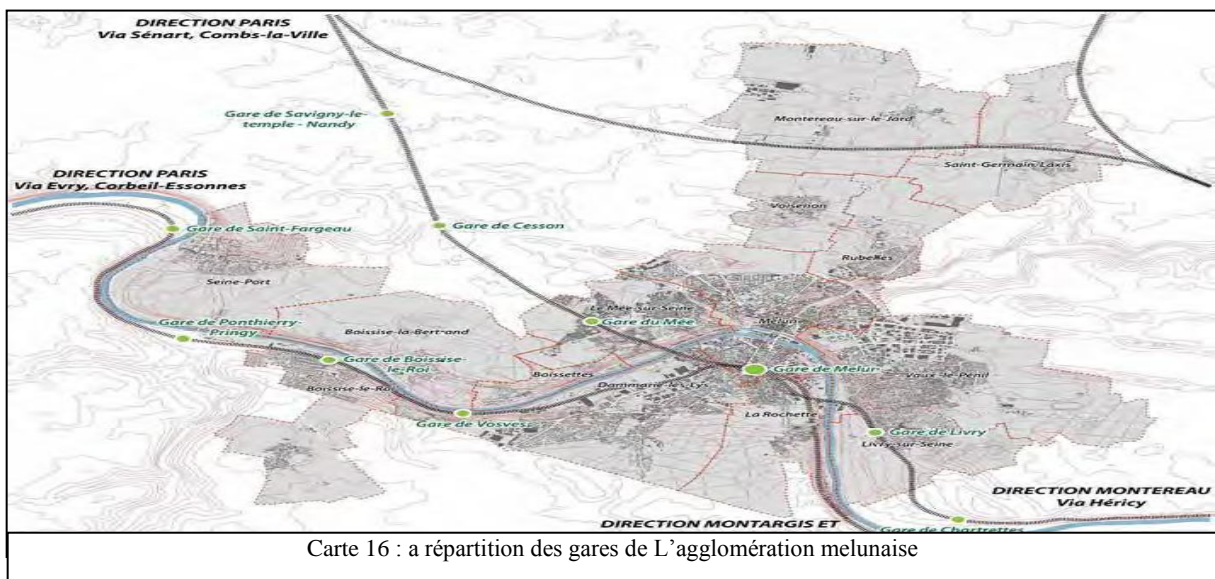 DIRECTION PARIS
Via Sénart, Combs-la-Ville
Gare de Savigny-le-
temple - Nandy
Montereau-sur-le-Jard
Saint-Germain-Laxis
DIRECTION PARIS
Via Evry, Corbeil-Essonnes
Voisenon
Gare de Saint-Fargeau
Gare de Cesson
Rubelles
Seine-Port
Le Mée-sur-Seine
Gare de Ponthierry-
Pringy
Gare du Mée
Melun
Boissise-la-Bertrand
Gare de Boissise-
le-Roi
Boissettes
Gare de Melun
Vaux-le-Pénil
Boissise-le-Roi
Dammarie-les-Lys
La Rochette
Gare de Vosves
Gare de Livry
Livry-sur-Seine
DIRECTION MONTEREAU
Via Héricy
DIRECTION MONTARGIS ET
Gare de Chartrettes
Carte 16 : a répartition des gares de L’agglomération melunaise